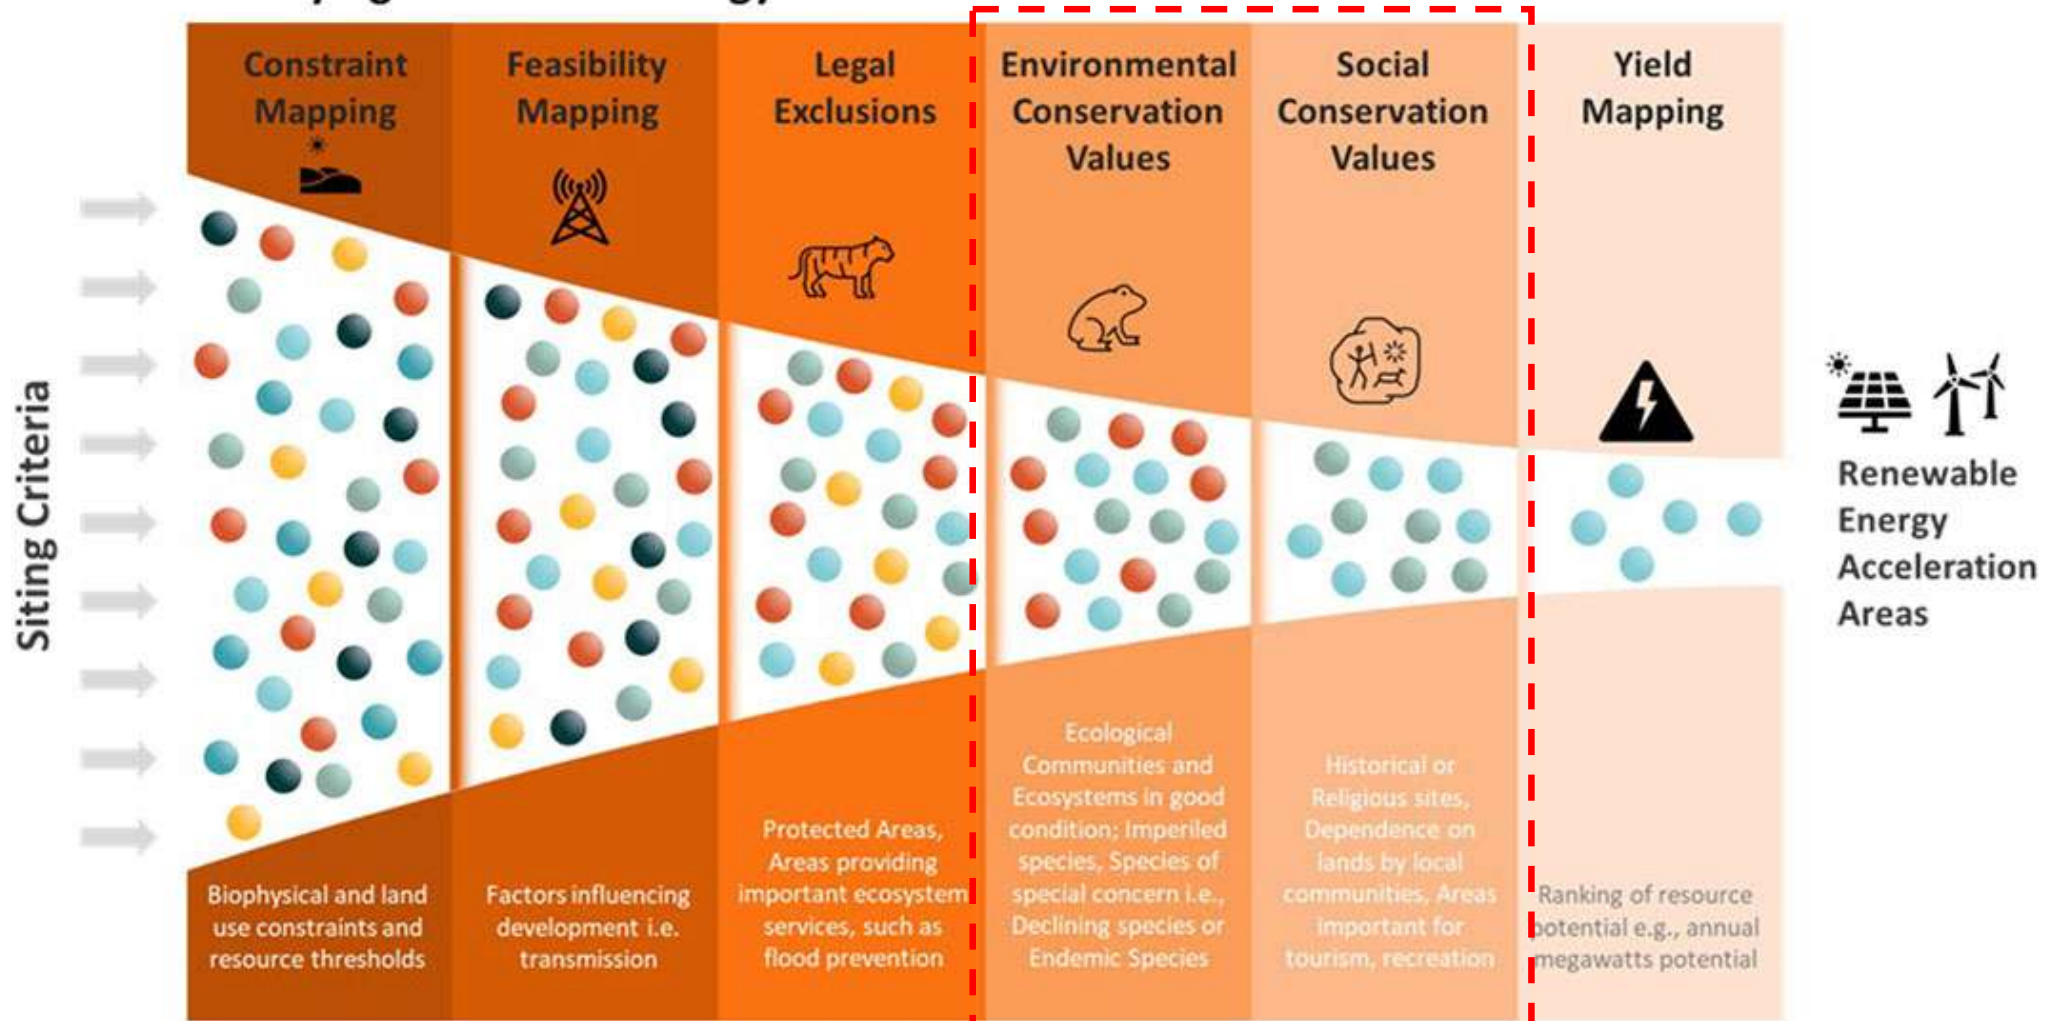 Constraint
Mapping
Feasibility
Mapping
Legal
Exclusions
Environmental
Conservation
Values
Social
Conservation
Values
Yield
Mapping
Siting Criteria
Renewable
Energy
Acceleration
Areas
Biophysical and land
use constraints and
resource thresholds
Factors influencing
development i.e.
transmission
Protected Areas,
Areas providing
important ecosystem
services, such as
flood prevention
Ecological
Communities and
Ecosystems in good
condition; Imperiled
species, Species of
special concern i.e.,
Declining species or
Endemic Species
Historical or
Religious sites,
Dependence on
lands by local
communities, Areas
important for
tourism, recreation
Ranking of resource
potential e.g., annual
megawatts potential